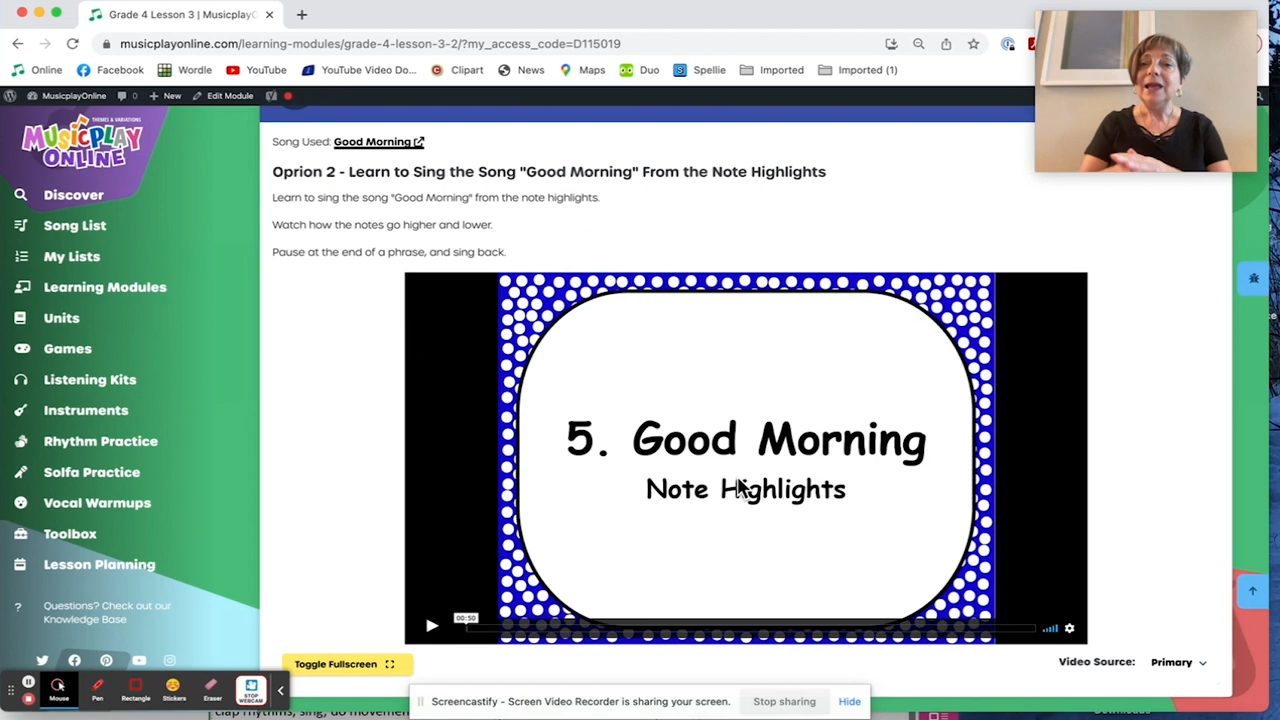 Grade 4 Lesson 3 | MusicplayO
musicplayonline.com/learning-modules/grade-4-lesson-3-2/?my_access_code=D115019
Online Facebook Wordle YouTube YouTube Video Do... Clipart News Maps Duo Spellie Imported Imported (1)
MusicplayOnline 0 New Edit Module
THEMES & VARIATIONS
MUSICPLAY
ONLINE
Discover
Song List
My Lists
Learning Modules
Units
Games
Listening Kits
Instruments
Rhythm Practice
Solfa Practice
Vocal Warmups
Toolbox
Lesson Planning
? Questions? Check out our
Knowledge Base
Song Used: Good Morning
Oprion 2 - Learn to Sing the Song "Good Morning" From the Note Highlights
Learn to sing the song "Good Morning" from the note highlights.
Watch how the notes go higher and lower.
Pause at the end of a phrase, and sing back.
5. Good Morning
Note Highlights
00:50
Toggle Fullscreen
Video Source: Primary
Mouse Pen Rectangle Stickers Eraser STOP WEBCAM
Screencastify - Screen Video Recorder is sharing your screen. Stop sharing Hide